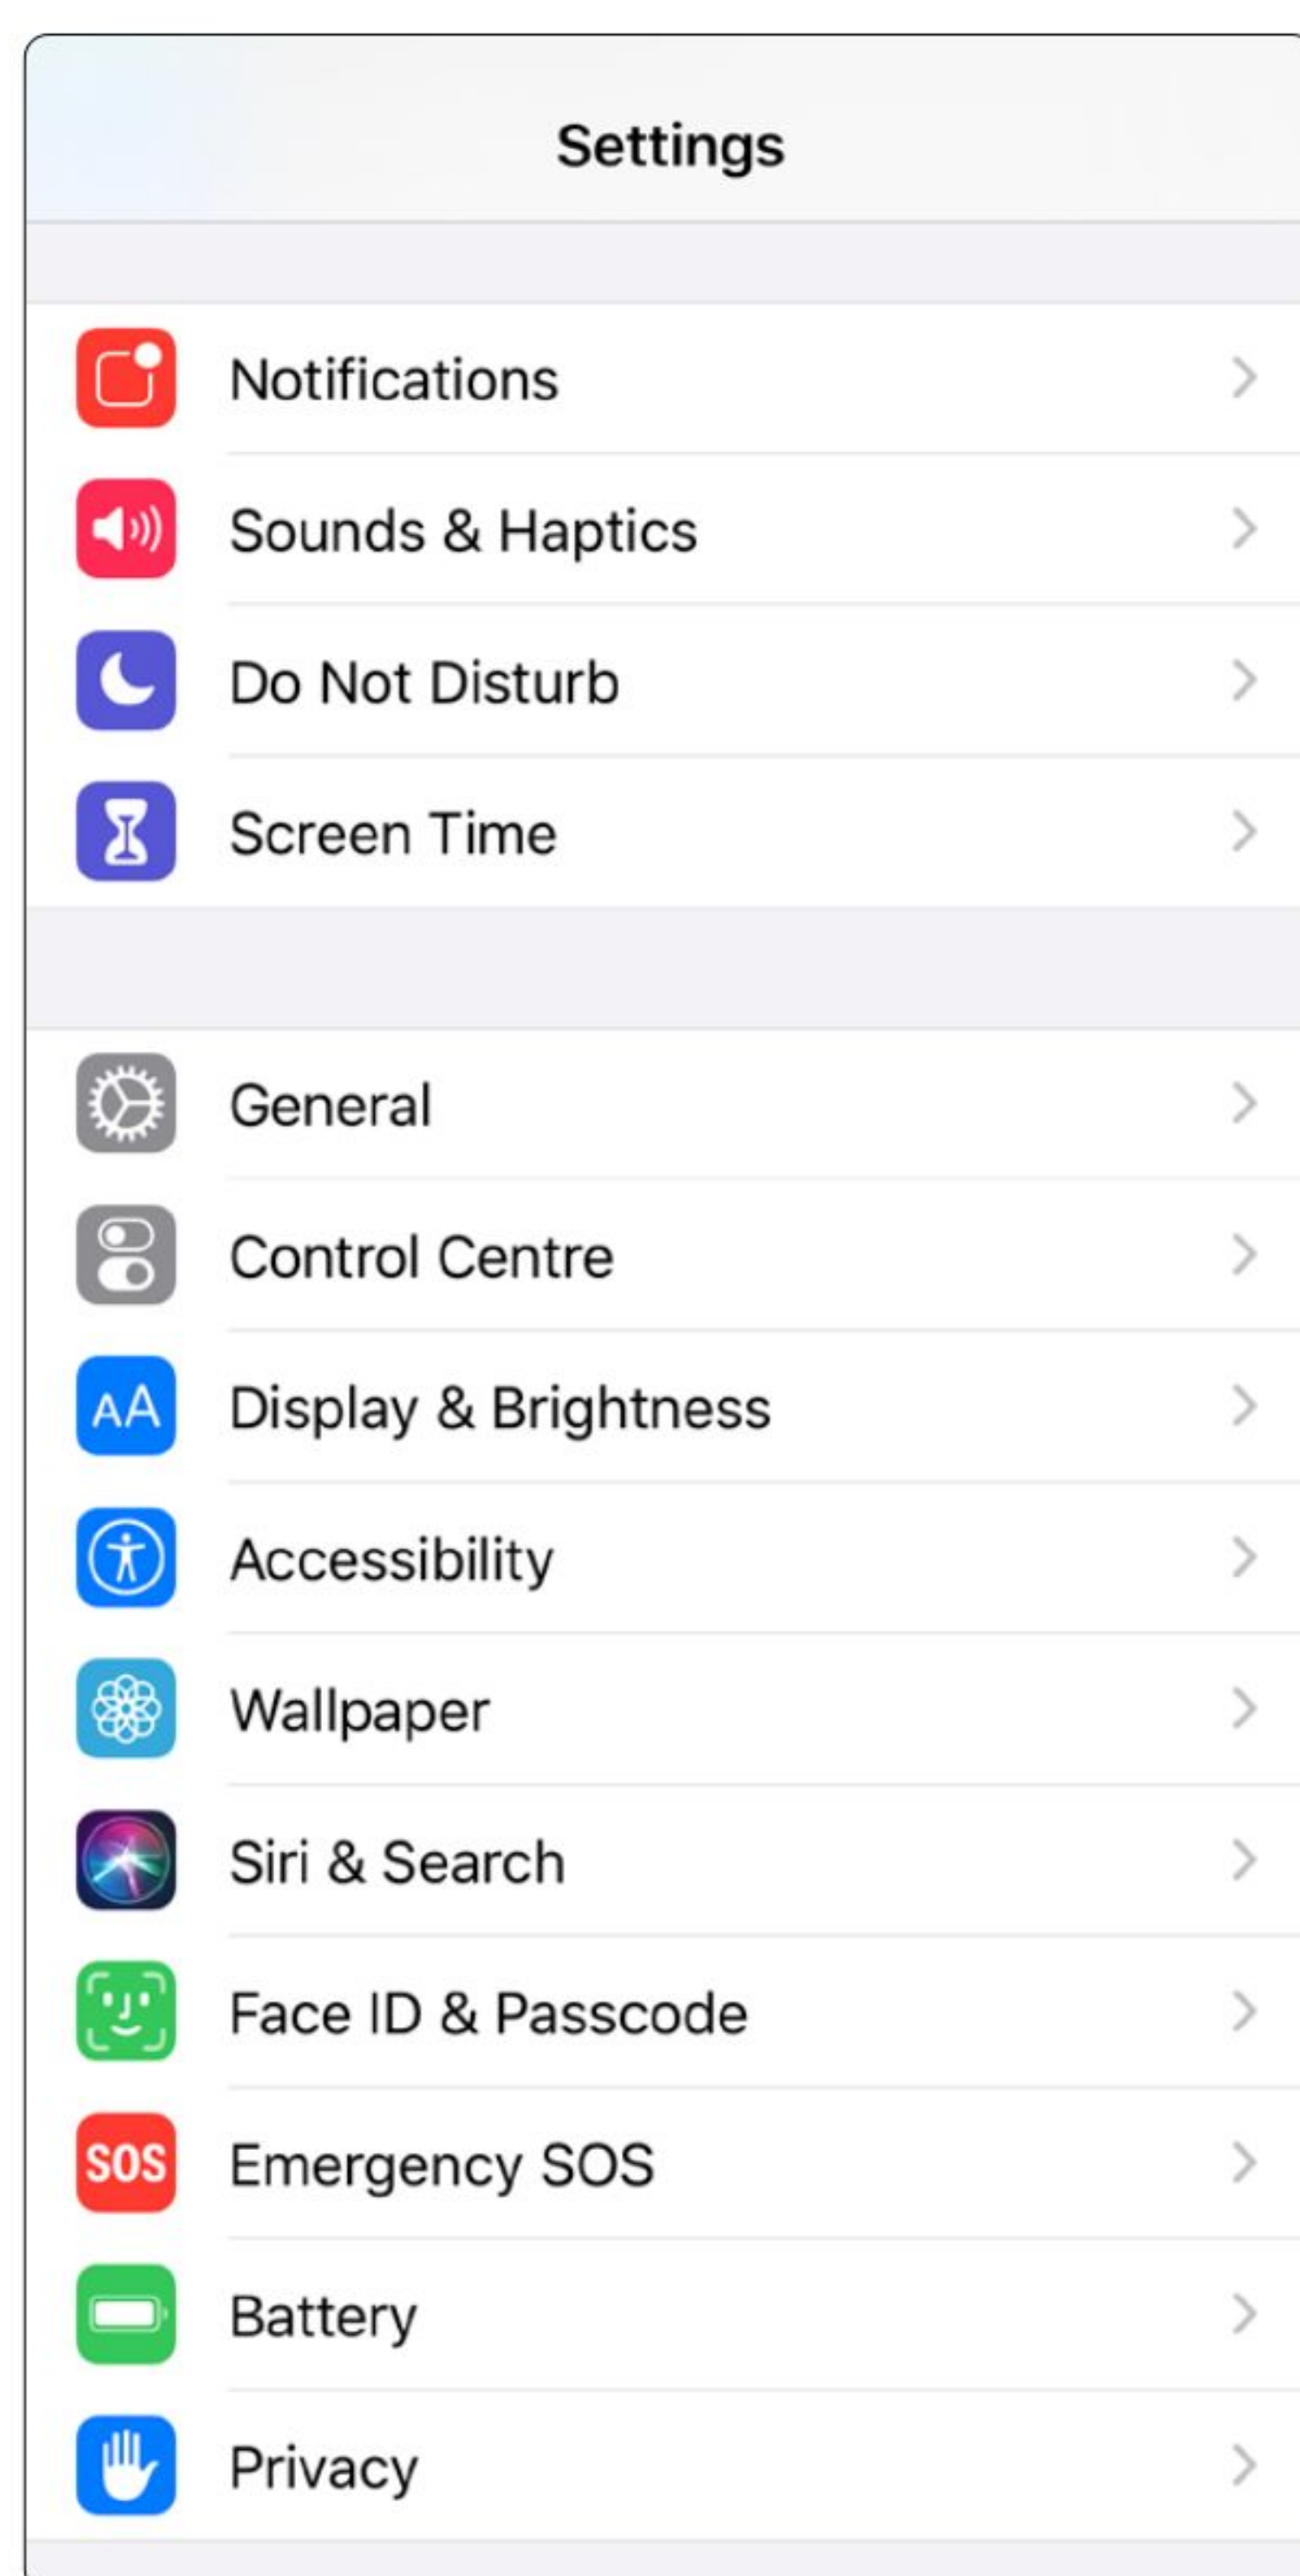 Settings
Notifications
Sounds & Haptics
Do Not Disturb
Screen Time
General
Control Centre
AA Display & Brightness
Accessibility
Wallpaper
Siri & Search
Face ID & Passcode
SOS Emergency SOS
Battery
Privacy